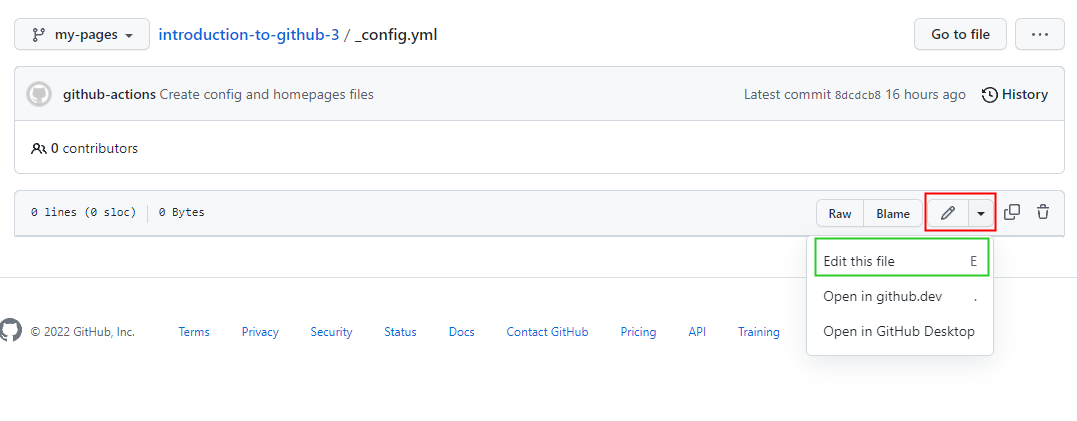 my-pages introduction-to-github-3 / _config.yml Go to file ...
github-actions Create config and homepages files Latest commit 8dcdcb8 16 hours ago History
0 contributors
0 lines (0 sloc) 0 Bytes Raw Blame
Edit this file E
Open in github.dev .
Open in GitHub Desktop
© 2022 GitHub, Inc. Terms Privacy Security Status Docs Contact GitHub Pricing API Training